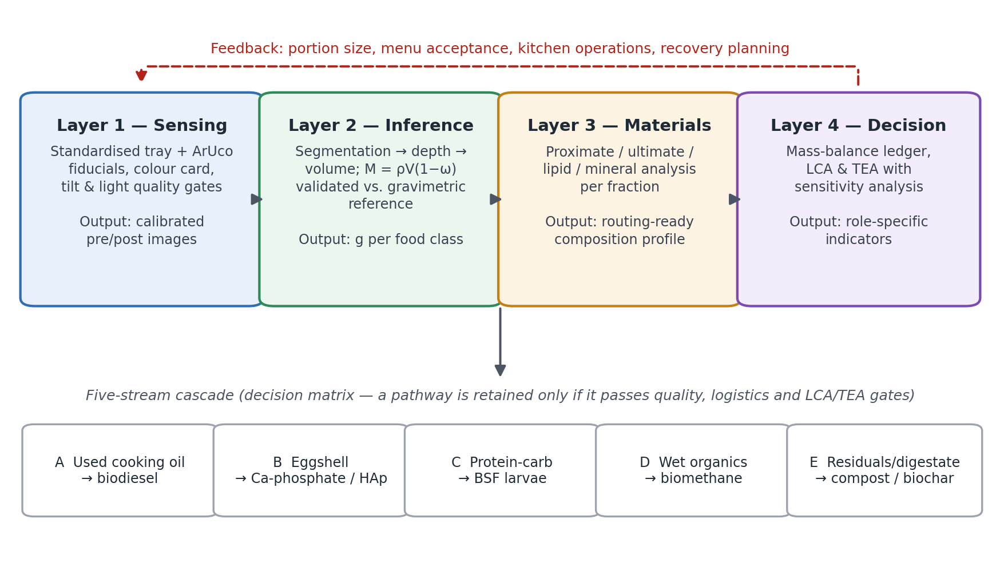 Feedback: portion size, menu acceptance, kitchen operations, recovery planning
Layer 1 — Sensing
Standardised tray + ArUco
fiducials, colour card,
tilt & light quality gates
Output: calibrated
pre/post images
Layer 2 — Inference
Segmentation → depth →
volume; M = ρV(1−ω)
validated vs. gravimetric
reference
Output: g per food class
Layer 3 — Materials
Proximate / ultimate /
lipid / mineral analysis
per fraction
Output: routing-ready
composition profile
Layer 4 — Decision
Mass-balance ledger,
LCA & TEA with
sensitivity analysis
Output: role-specific
indicators
Five-stream cascade (decision matrix — a pathway is retained only if it passes quality, logistics and LCA/TEA gates)
A  Used cooking oil
→ biodiesel
B  Eggshell
→ Ca-phosphate / HAp
C  Protein-carb
→ BSF larvae
D  Wet organics
→ biomethane
E  Residuals/digestate
→ compost / biochar